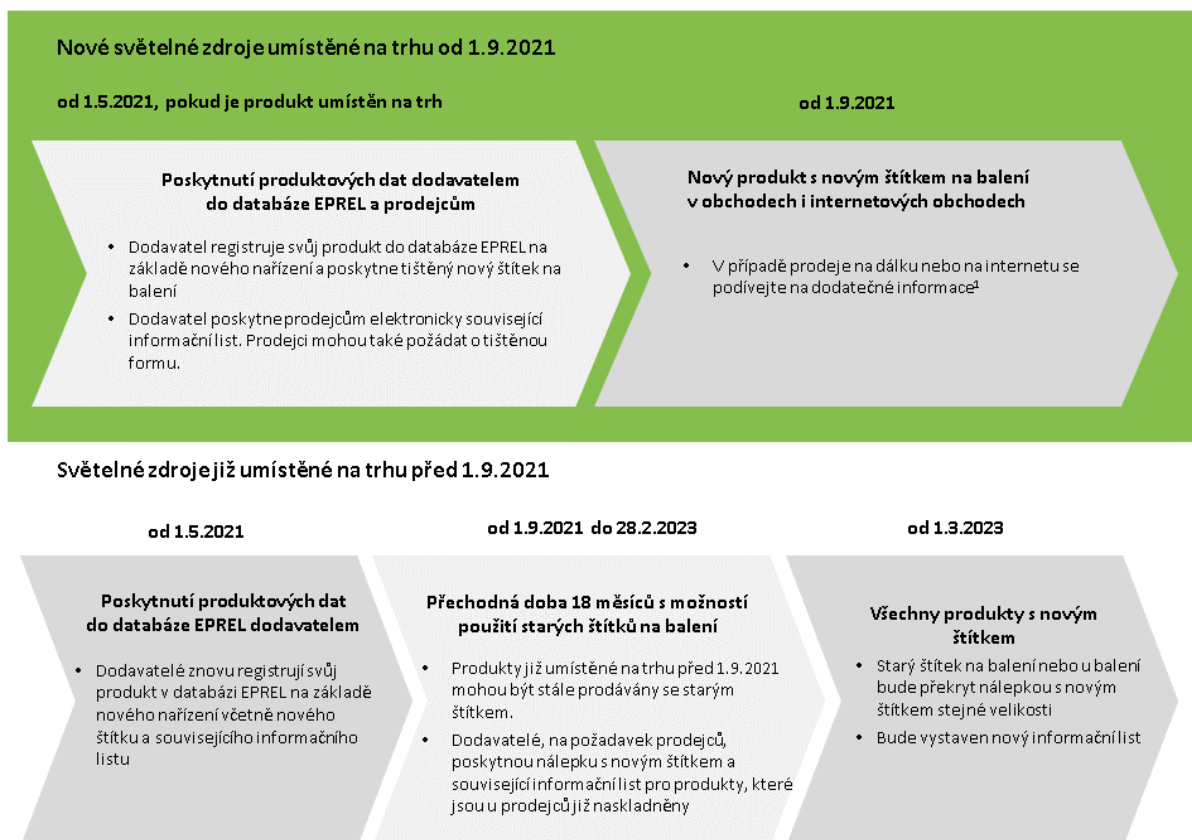 Nové světelné zdroje umístěné na trhu od 1.9.2021
od 1.5.2021, pokud je produkt umístěn na trh
od 1.9.2021
Poskytnutí produktových dat dodavatelem
do databáze EPREL a prodejcům
• Dodavatel registruje svůj produkt do databáze EPREL na
základě nového nařízení a poskytne tištěný nový štítek na
balení
• Dodavatel poskytne prodejcům elektronicky související
informační list. Prodejci mohou také požádat o tištěnou
formu.
Nový produkt s novým štítkem na balení
v obchodech i internetových obchodech
• V případě prodeje na dálku nebo na internetu se
podívejte na dodatečné informace¹
Světelné zdroje již umístěné na trhu před 1.9.2021
od 1.5.2021
od 1.9.2021 do 28.2.2023
od 1.3.2023
Poskytnutí produktových dat
do databáze EPREL dodavatelem
• Dodavatelé znovu registrují svůj
produkt v databázi EPREL na základě
nového nařízení včetně nového
štítku a souvisejícího informačního
listu
Přechodná doba 18 měsíců s možností
použití starých štítků na balení
• Produkty již umístěné na trhu před 1.9.2021
mohou být stále prodávány se starým
štítkem.
• Dodavatelé, na požadavek prodejců,
poskytnou nálepku s novým štítkem a
související informační list pro produkty, které
jsou u prodejců již naskladněny
Všechny produkty s novým
štítkem
• Starý štítek na balení nebo u balení
bude překryt nálepkou s novým
štítkem stejné velikosti
• Bude vystaven nový informační list